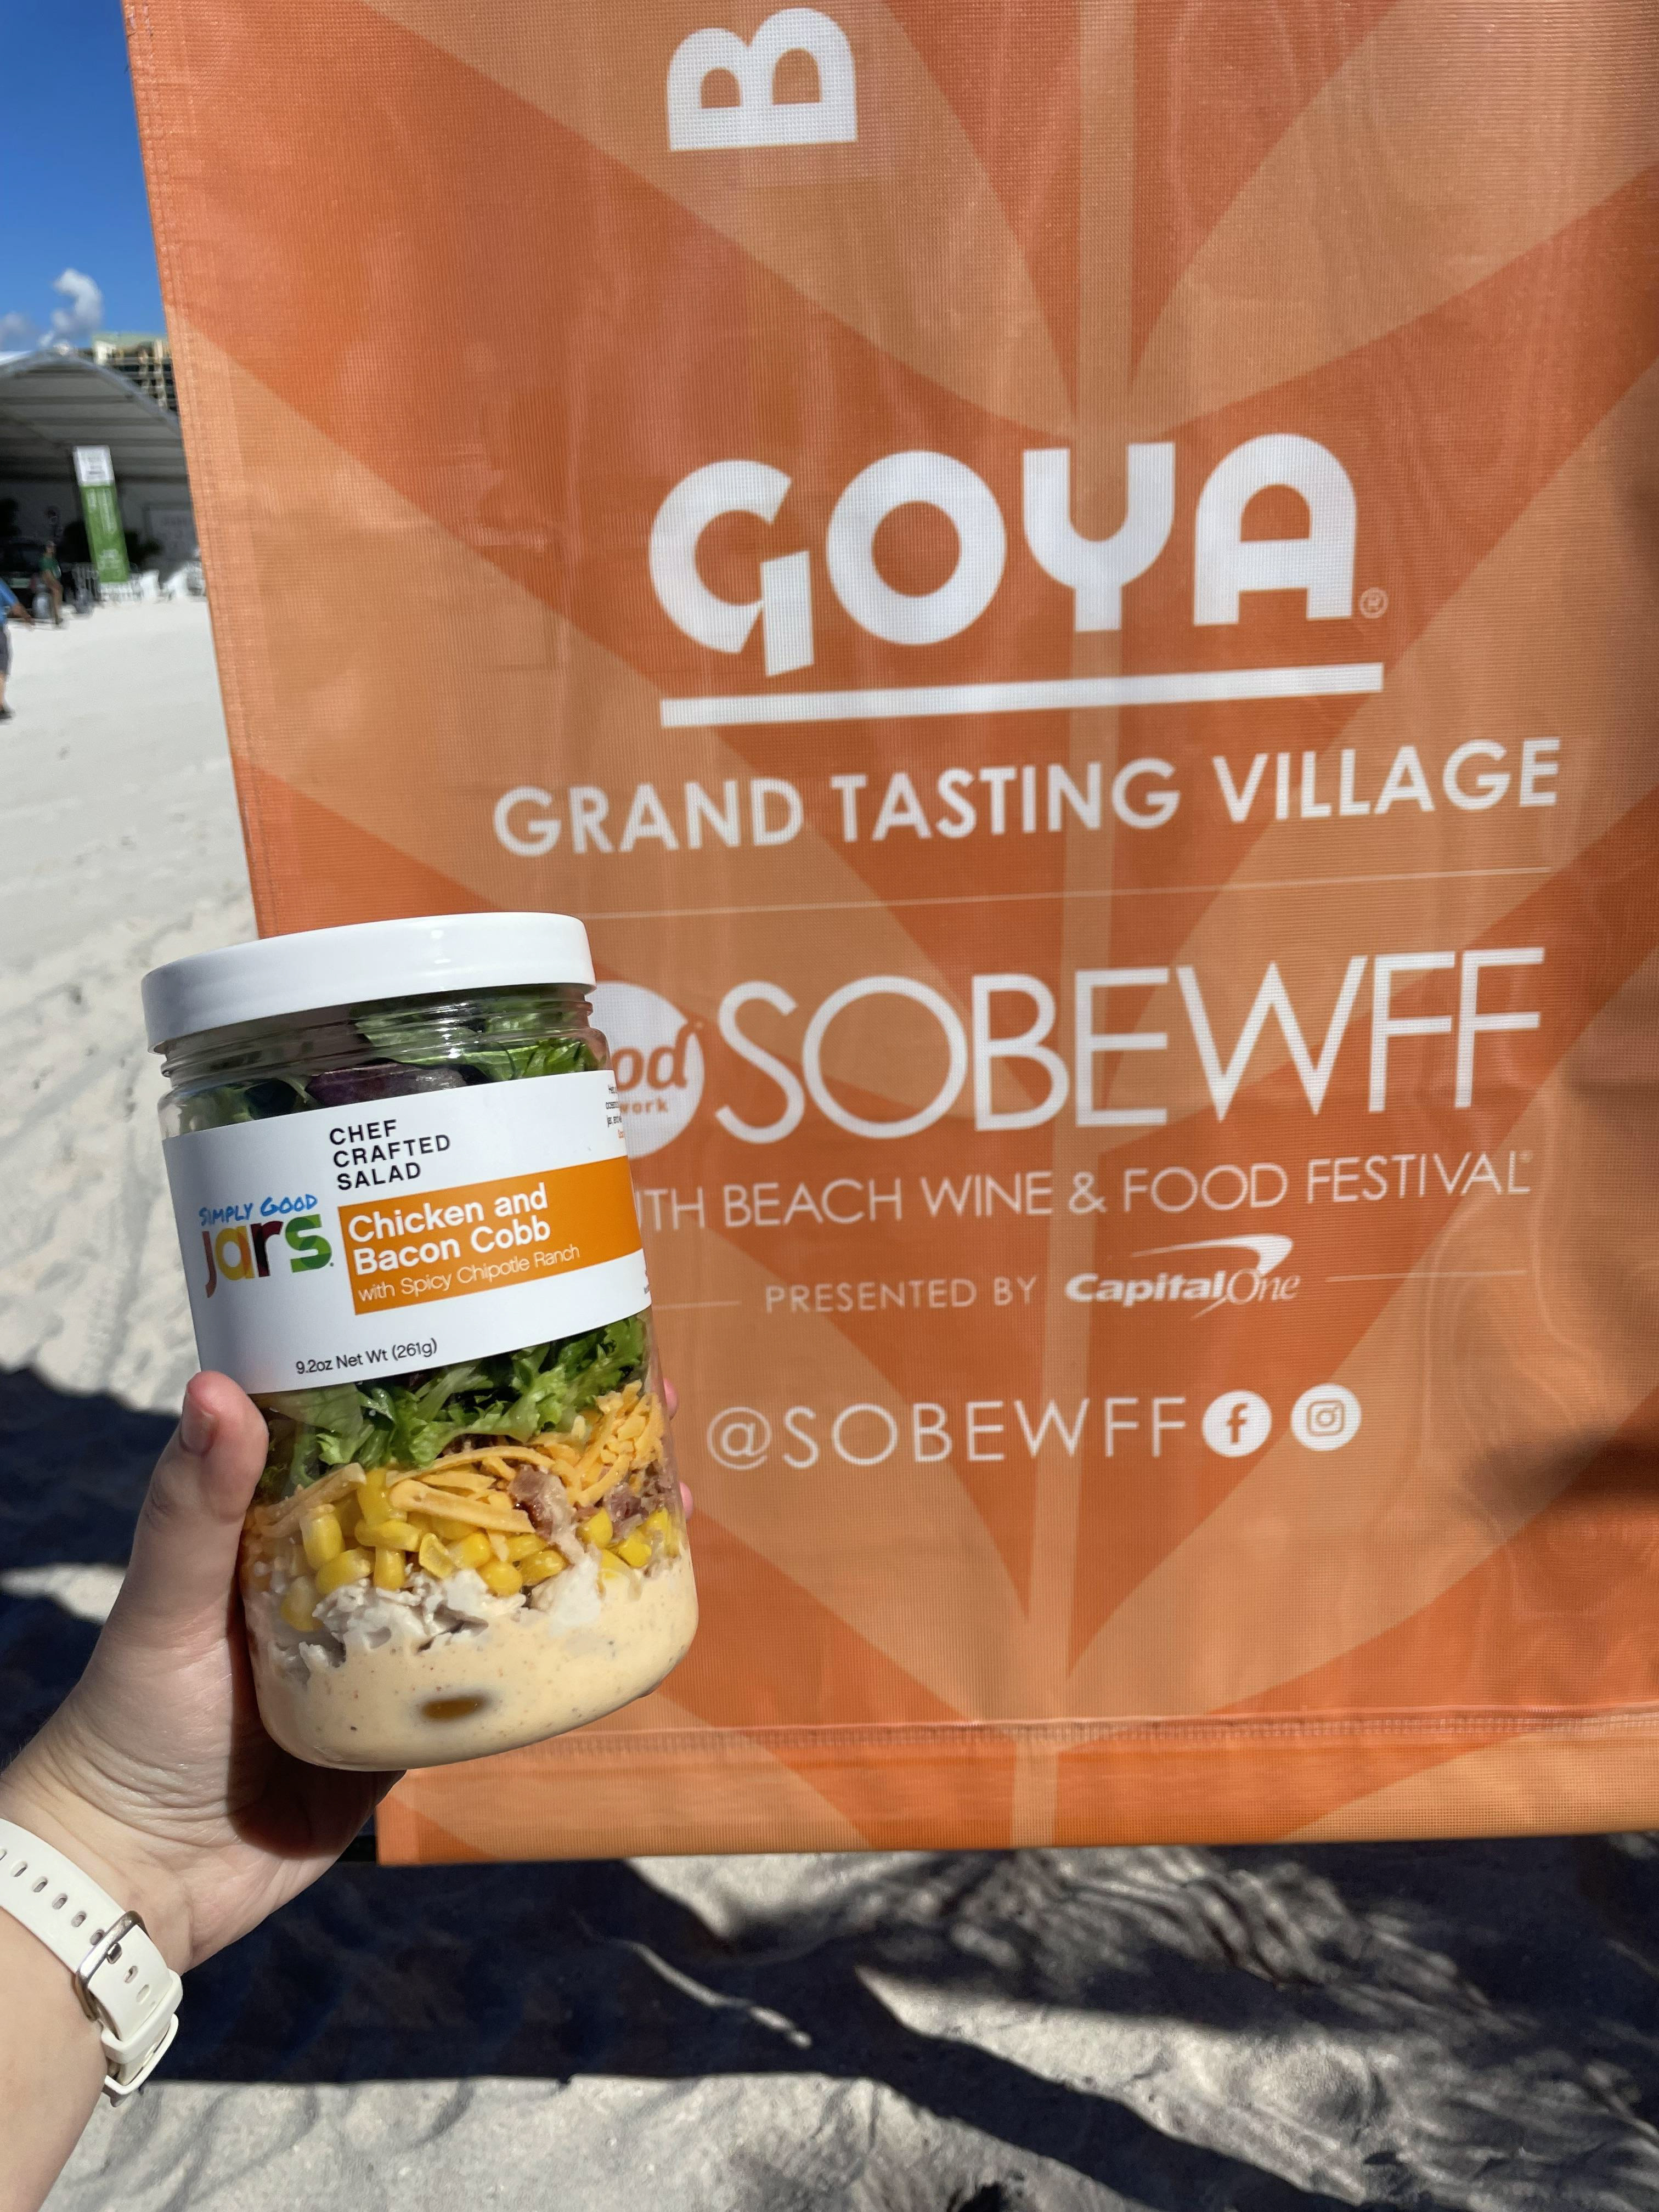 B
GOYA®
GRAND TASTING VILLAGE
SOBEWFF
BEACH WINE & FOOD FESTIVAL®
PRESENTED BY Capital One
@SOBEWFF
CHEF
CRAFTED
SALAD
SIMPLY GOOD
jars
Chicken and
Bacon Cobb
with Spicy Chipotle Ranch
9.2oz Net Wt (261g)